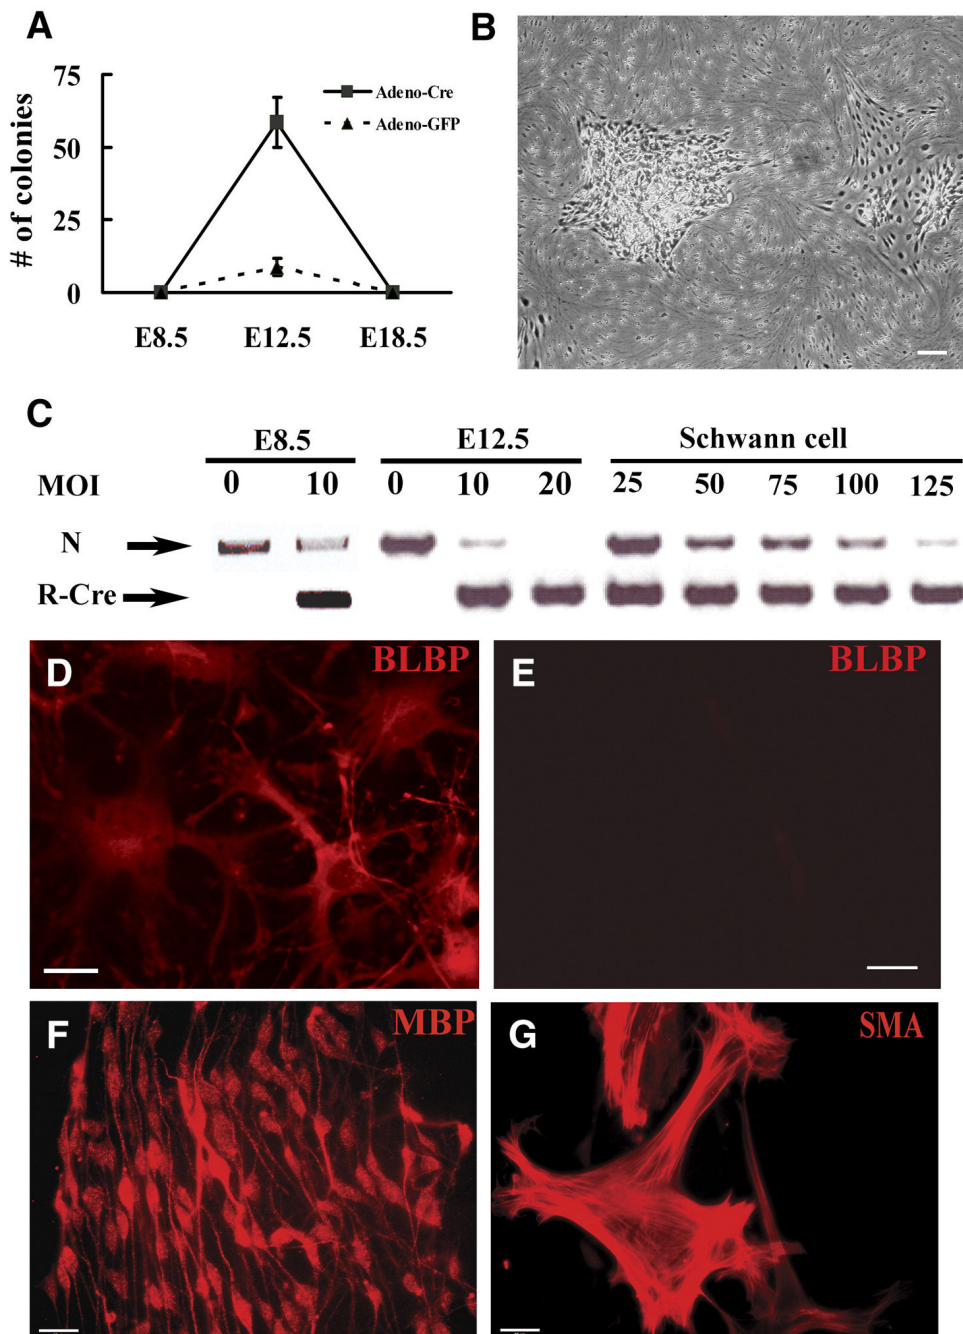 A
B
75
50
25
0
# of colonies
Adeno-Cre
Adeno-GFP
E8.5 E12.5 E18.5
C
E8.5 E12.5 Schwann cell
MOI 0 10 0 10 20 25 50 75 100 125
N
R-Cre
D BLBP
E BLBP
F MBP
G SMA